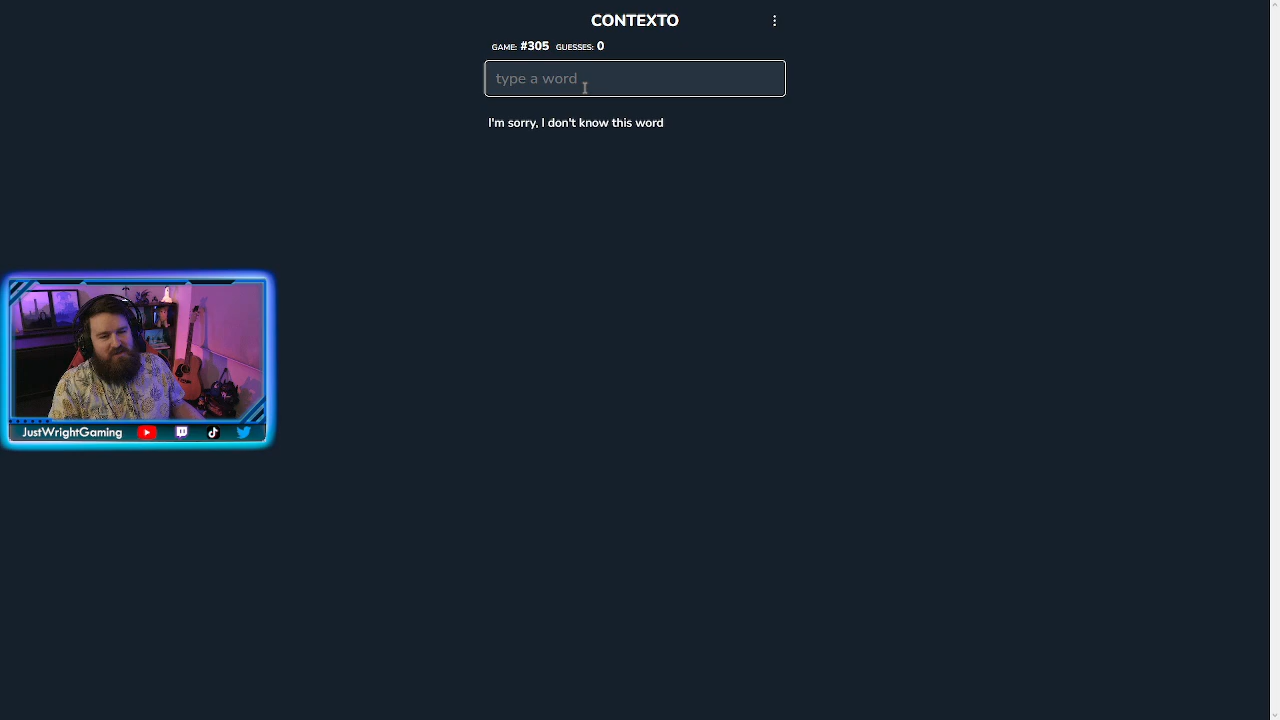 CONTEXTO
GAME: #305 GUESSES: 0
type a word
I'm sorry, I don't know this word
JustWrightGaming